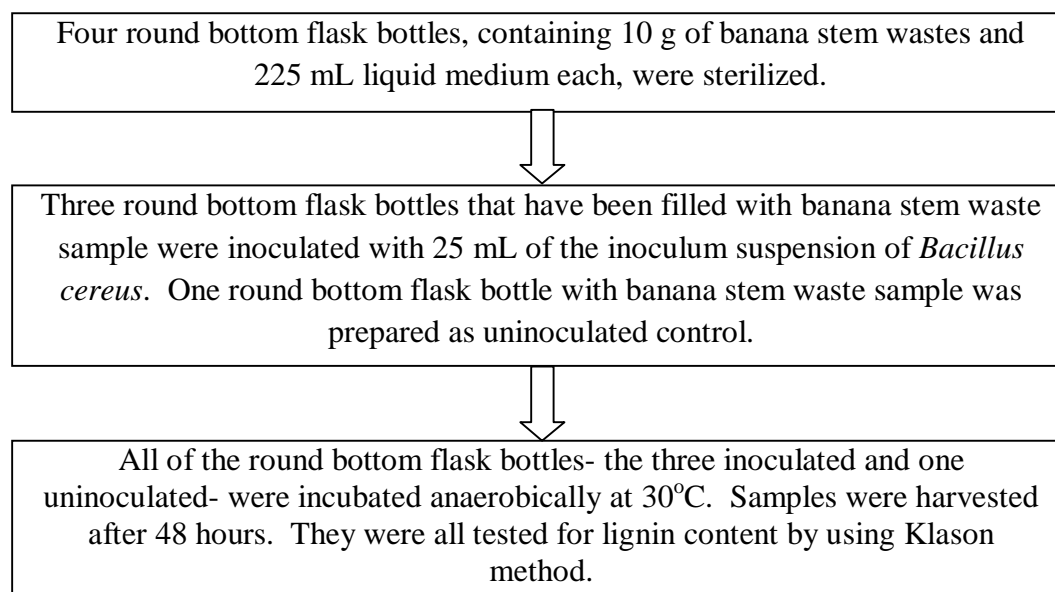 Four round bottom flask bottles, containing 10 g of banana stem wastes and
225 mL liquid medium each, were sterilized.
Three round bottom flask bottles that have been filled with banana stem waste
sample were inoculated with 25 mL of the inoculum suspension of Bacillus
cereus. One round bottom flask bottle with banana stem waste sample was
prepared as uninoculated control.
All of the round bottom flask bottles- the three inoculated and one
uninoculated- were incubated anaerobically at 30°C. Samples were harvested
after 48 hours. They were all tested for lignin content by using Klason
method.